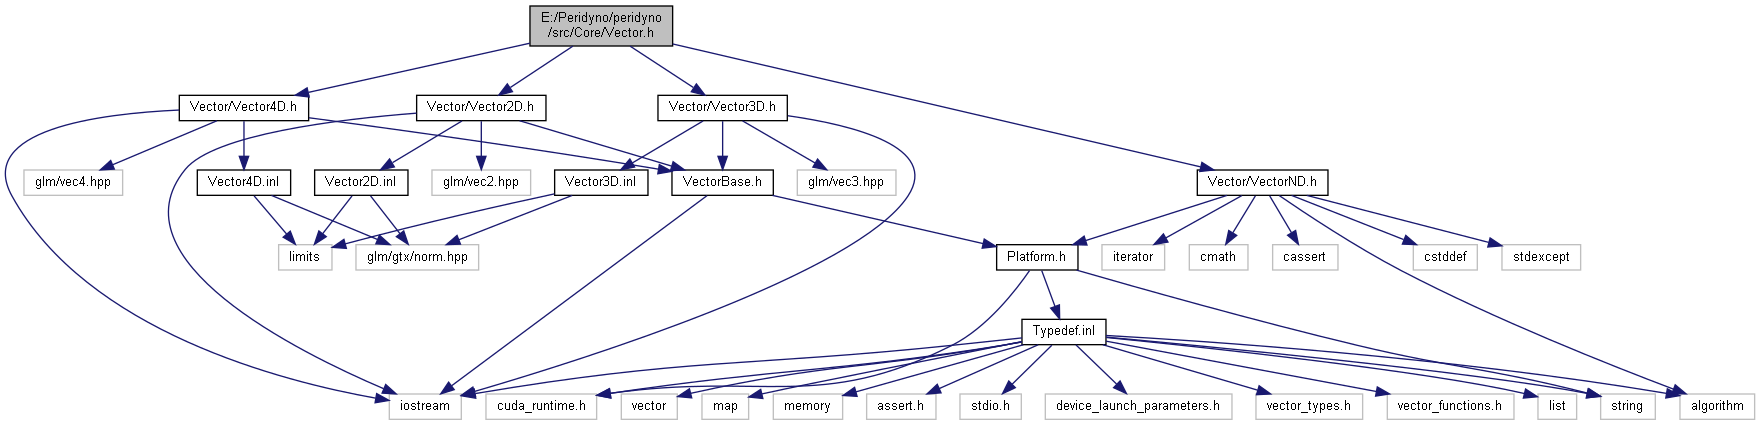 E:/Peridyno/peridyno
/src/Core/Vector.h
Vector/Vector4D.h
Vector/Vector2D.h
Vector/Vector3D.h
glm/vec4.hpp
Vector4D.inl
Vector2D.inl
glm/vec2.hpp
Vector3D.inl
VectorBase.h
glm/vec3.hpp
Vector/VectorND.h
limits
glm/gtx/norm.hpp
Platform.h
iterator
cmath
cassert
cstddef
stdexcept
Typedef.inl
iostream
cuda_runtime.h
vector
map
memory
assert.h
stdio.h
device_launch_parameters.h
vector_types.h
vector_functions.h
list
string
algorithm